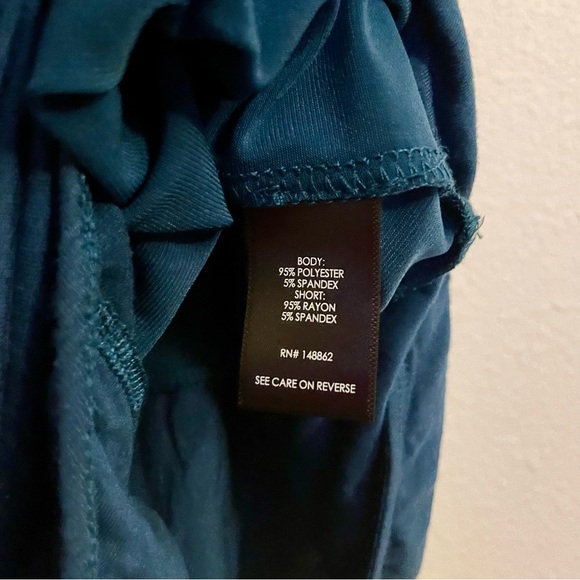 BODY:
95% POLYESTER
5% SPANDEX
SHORT:
95% RAYON
5% SPANDEX
RN# 148862
SEE CARE ON REVERSE